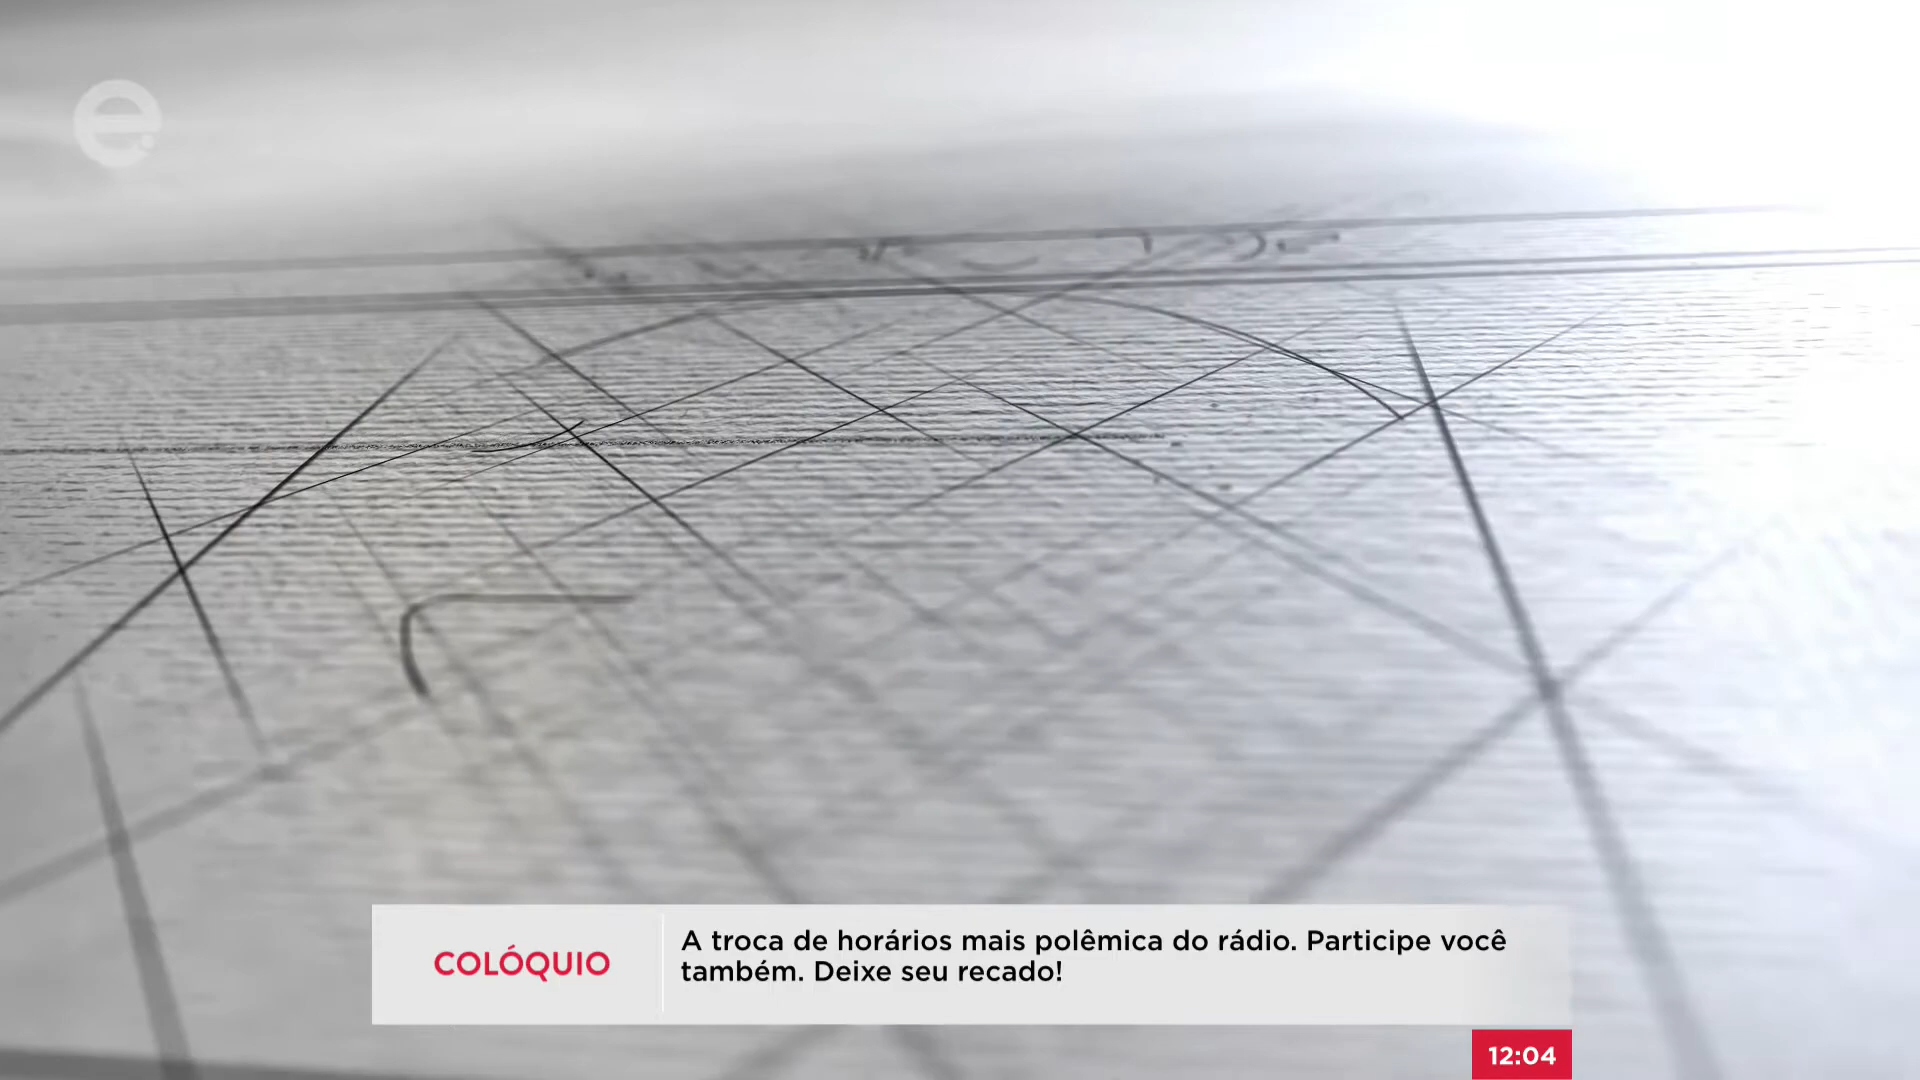 e.
COLÓQUIO
A troca de horários mais polêmica do rádio. Participe você
também. Deixe seu recado!
12:04